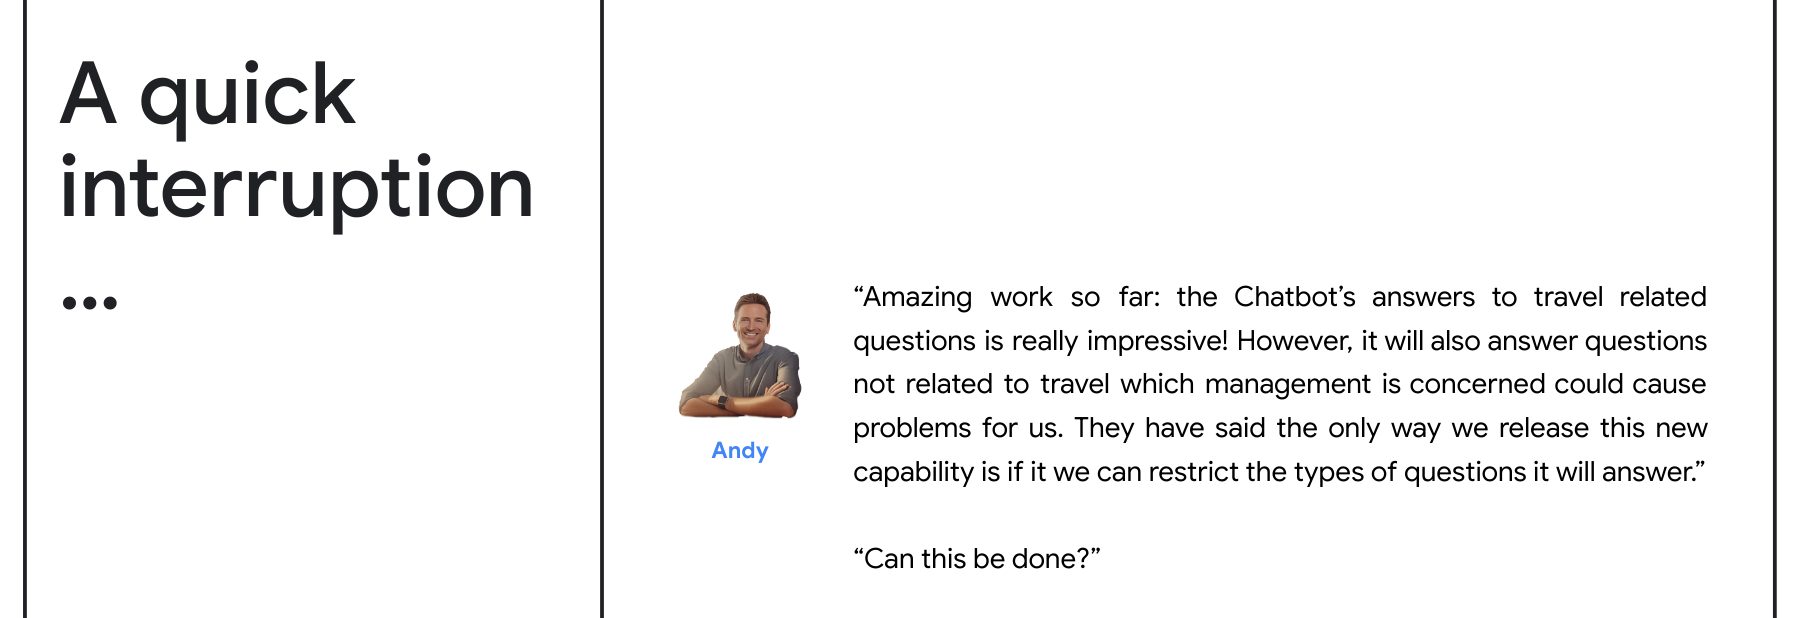 A quick
interruption
...
“Amazing work so far: the Chatbot’s answers to travel related
questions is really impressive! However, it will also answer questions
not related to travel which management is concerned could cause
problems for us. They have said the only way we release this new
capability is if it we can restrict the types of questions it will answer.”
Andy
“Can this be done?”